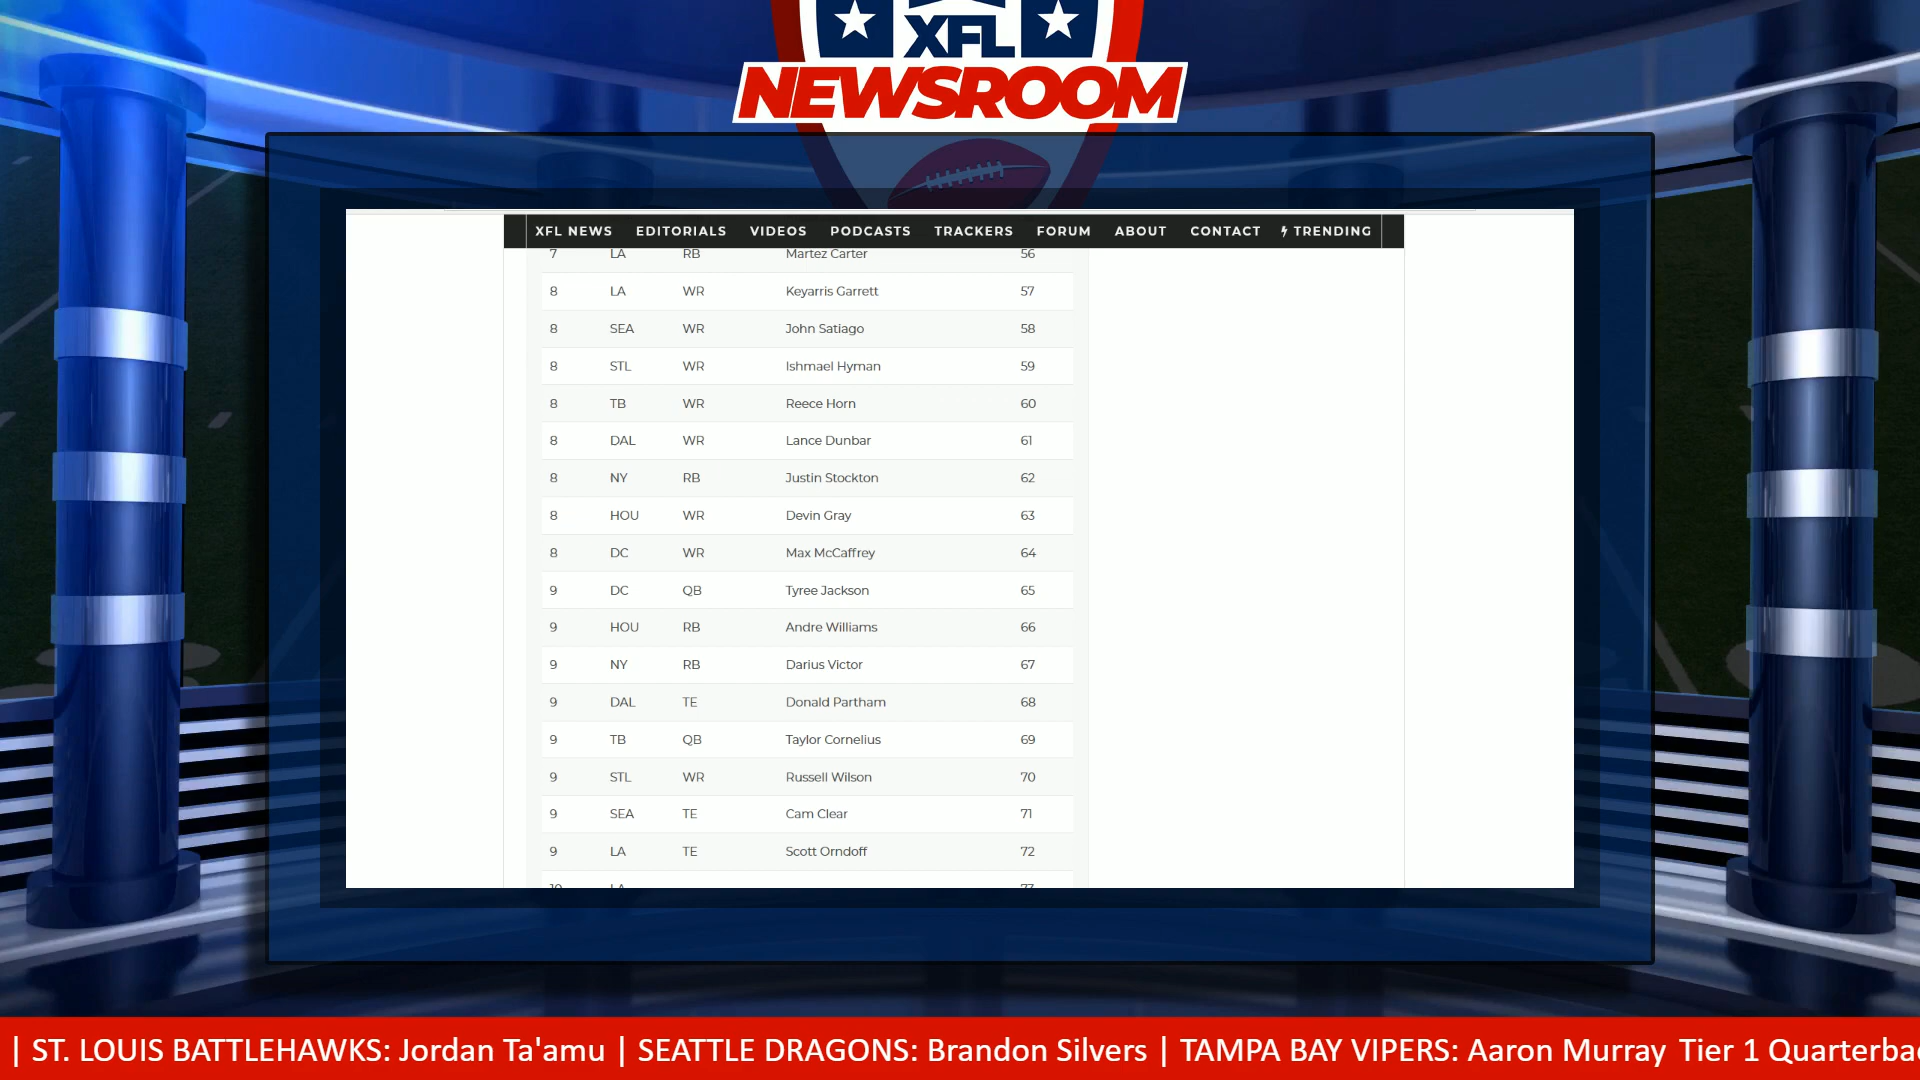 XFL
NEWSROOM
XFL NEWS EDITORIALS VIDEOS PODCASTS TRACKERS FORUM ABOUT CONTACT TRENDING
7 LA RB Martez Carter 56
8 LA WR Keyarris Garrett 57
8 SEA WR John Satiago 58
8 STL WR Ishmael Hyman 59
8 TB WR Reece Horn 60
8 DAL WR Lance Dunbar 61
8 NY RB Justin Stockton 62
8 HOU WR Devin Gray 63
8 DC WR Max McCaffrey 64
9 DC QB Tyree Jackson 65
9 HOU RB Andre Williams 66
9 NY RB Darius Victor 67
9 DAL TE Donald Partham 68
9 TB QB Taylor Cornelius 69
9 STL WR Russell Wilson 70
9 SEA TE Cam Clear 71
9 LA TE Scott Orndoff 72
| ST. LOUIS BATTLEHAWKS: Jordan Ta'amu | SEATTLE DRAGONS: Brandon Silvers | TAMPA BAY VIPERS: Aaron Murray Tier 1 Quarterbac